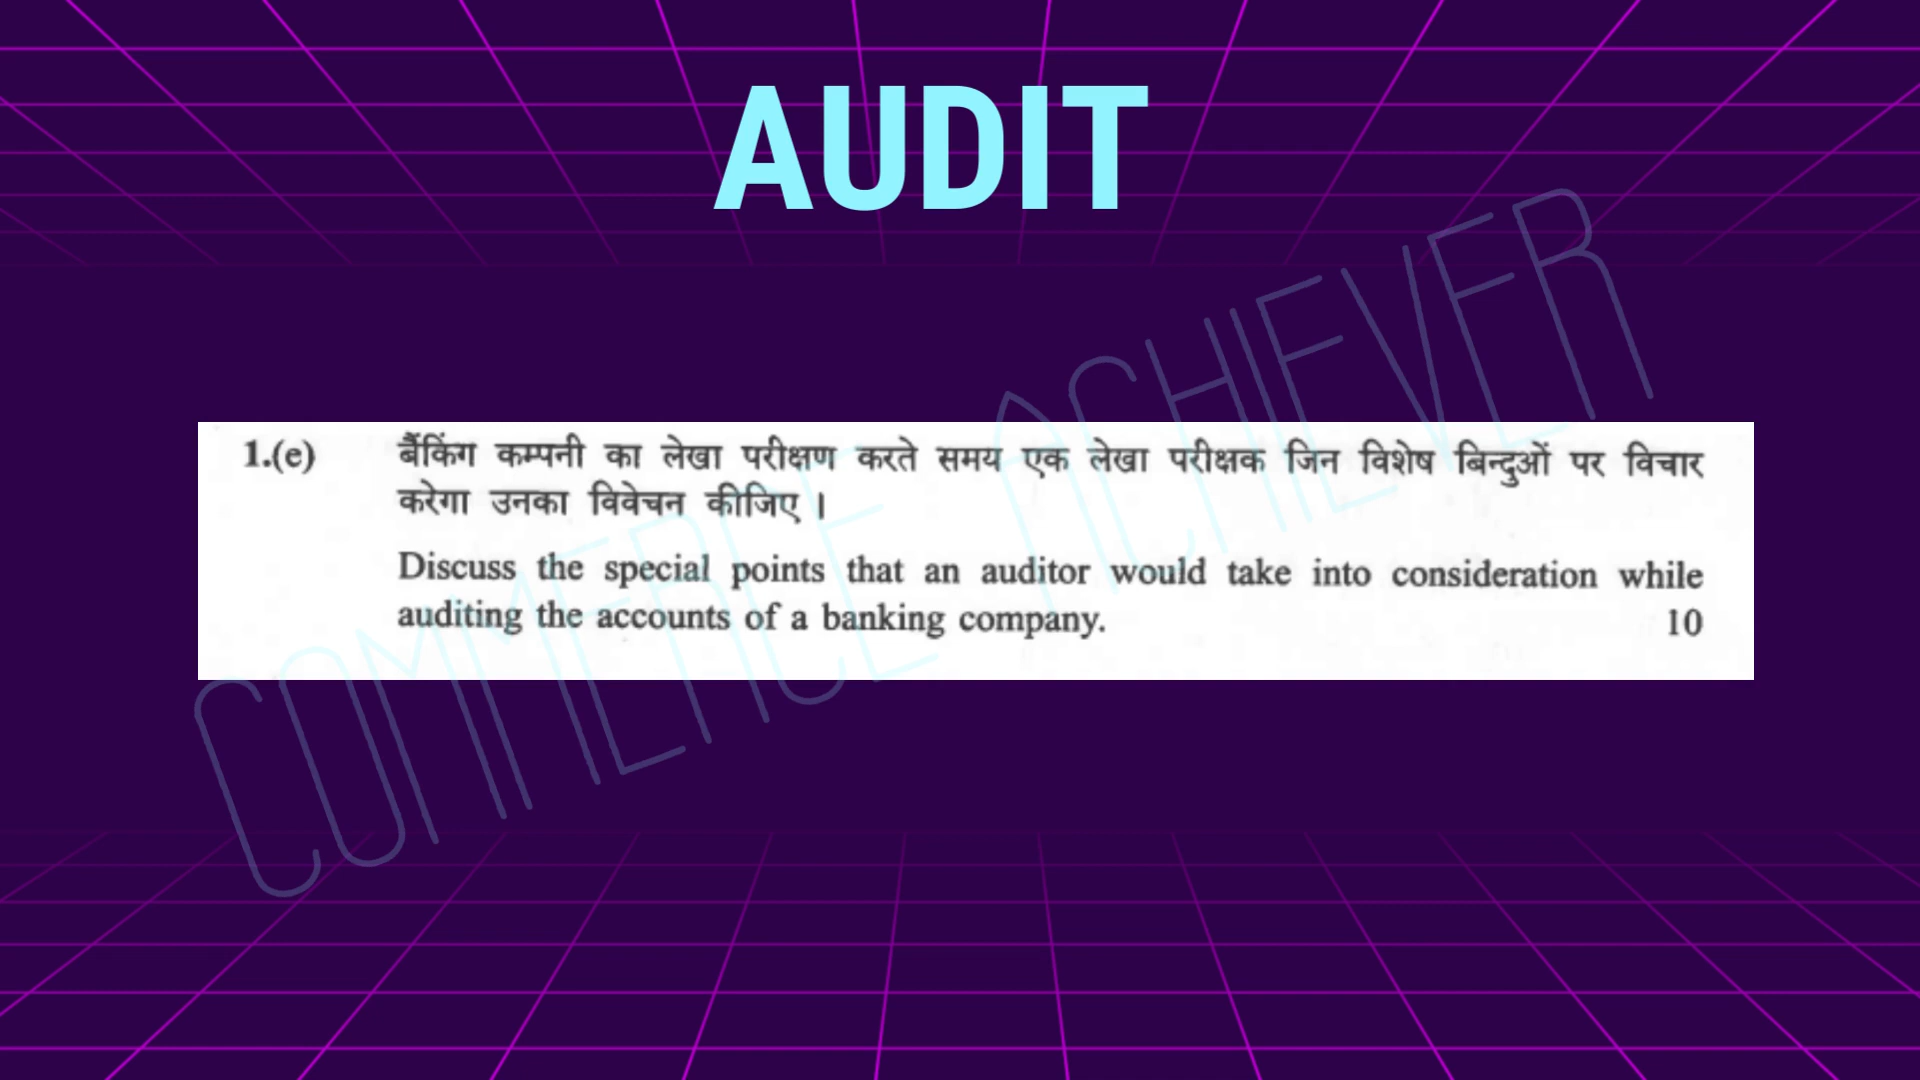 AUDIT
1.(e) बैंकिंग कम्पनी का लेखा परीक्षण करते समय एक लेखा परीक्षक जिन विशेष बिन्दुओं पर विचार
करेगा उनका विवेचन कीजिए ।
Discuss the special points that an auditor would take into consideration while
auditing the accounts of a banking company. 10
COMMERCE ACHIEVER